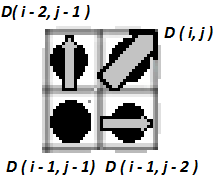 D( i - 2, j - 1 )
D ( i, j )
D ( i - 1, j - 1)  D ( i - 1, j - 2 )